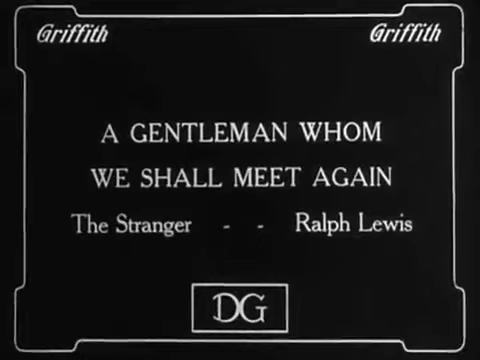 Griffith Griffith
A GENTLEMAN WHOM
WE SHALL MEET AGAIN
The Stranger - - Ralph Lewis
DG